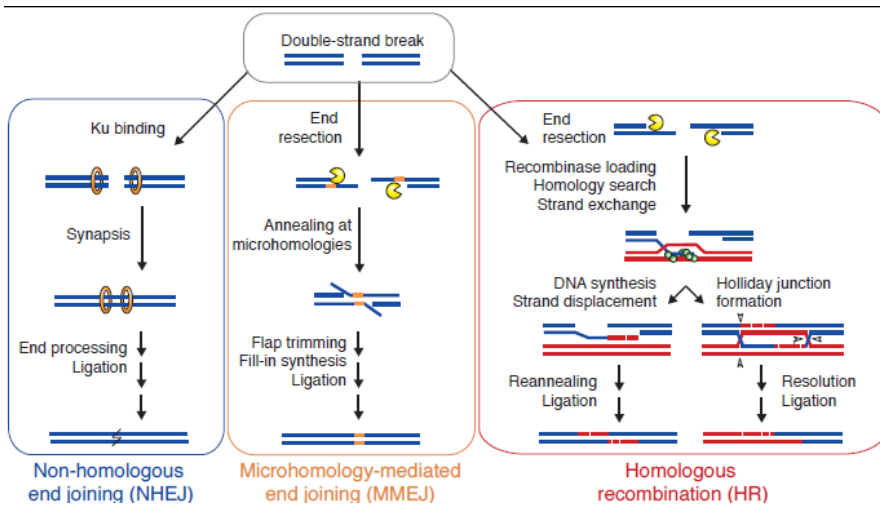 Double-strand break
Ku binding
Synapsis
End processing
Ligation
Non-homologous
end joining (NHEJ)
End
resection
Annealing at
microhomologies
Flap trimming
Fill-in synthesis
Ligation
Microhomology-mediated
end joining (MMEJ)
End
resection
Recombinase loading
Homology search
Strand exchange
DNA synthesis
Strand displacement
Holliday junction
formation
Reannealing
Ligation
Resolution
Ligation
Homologous
recombination (HR)